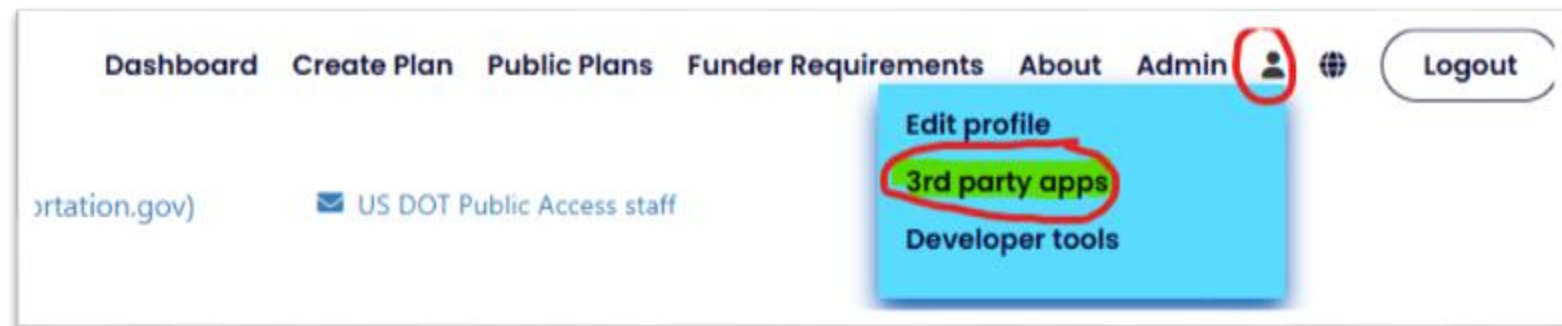 Dashboard Create Plan Public Plans Funder Requirements About Admin Logout
Edit profile
3rd party apps
ortation.gov) US DOT Public Access staff
Developer tools